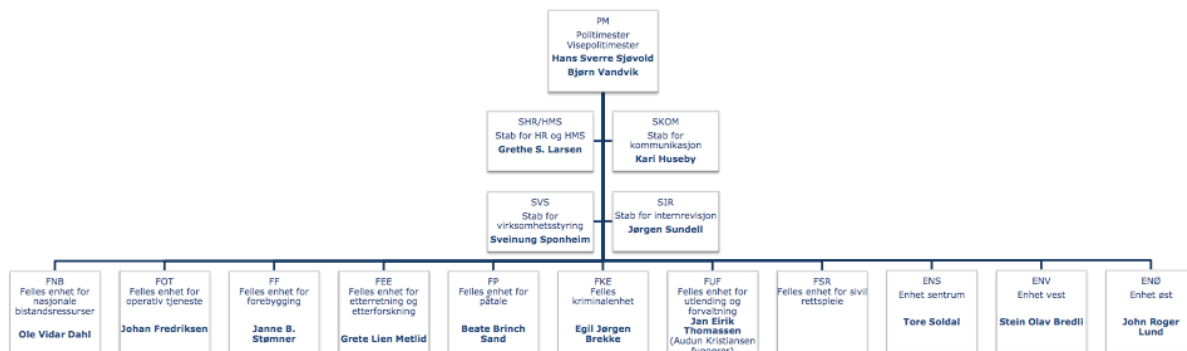 PM
Politimester
Visepolitimester
Hans Sverre Sjøvold
Bjørn Vandvik
SHR/HMS
Stab for HR og HMS
Grethe S. Larsen
SKOM
Stab for
kommunikasjon
Kari Huseby
SVS
Stab for
virksomhetsstyring
Sveinung Sponheim
SIR
Stab for internrevisjon
Jørgen Sundell
FNB
Felles enhet for
nasjonale
bistandsressurser
Ole Vidar Dahl
FOT
Felles enhet for
operativ tjeneste
Johan Fredriksen
FF
Felles enhet for
forebygging
Janne B.
Stømner
FEE
Felles enhet for
etterretning og
etterforskning
Grete Lien Metlid
FP
Felles enhet for
påtale
Beate Brinch
Sand
FKE
Felles
kriminalenhet
Egil Jørgen
Brekke
FUF
Felles enhet for
utlending og
forvaltning
Jan Eirik
Thomassen
(Audun Kristiansen
fungerer)
FSR
Felles enhet for sivil
rettspleie
ENS
Enhet sentrum
Tore Soldal
ENV
Enhet vest
Stein Olav Bredli
ENØ
Enhet øst
John Roger
Lund